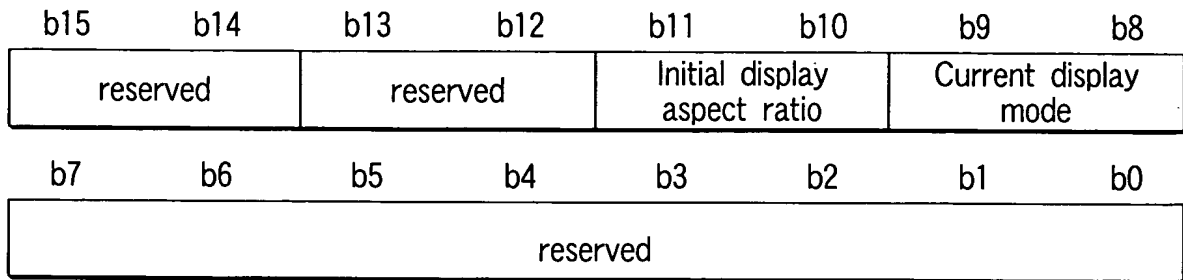 b15 b14 b13 b12 b11 b10 b9 b8
reserved reserved Initial display Current display
aspect ratio mode
b7 b6 b5 b4 b3 b2 b1 b0
reserved